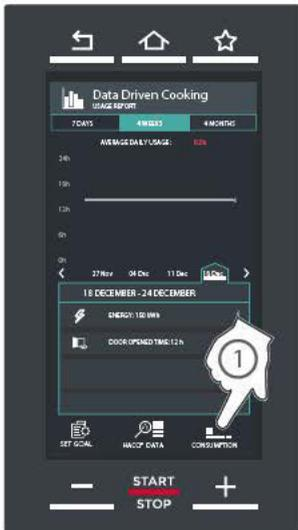 Data Driven Cooking
USAGE REPORT
7 DAYS 4 WEEKS 4 MONTHS
AVERAGE DAILY USAGE:
24h
18h
12h
6h
0h
27 Nov 04 Dec 11 Dec 18 Dec
18 DECEMBER - 24 DECEMBER
ENERGY: 150 kWh
DOOR OPENED TIME: 12 h
1
SET GOAL HACCP DATA CONSUMPTION
START
STOP